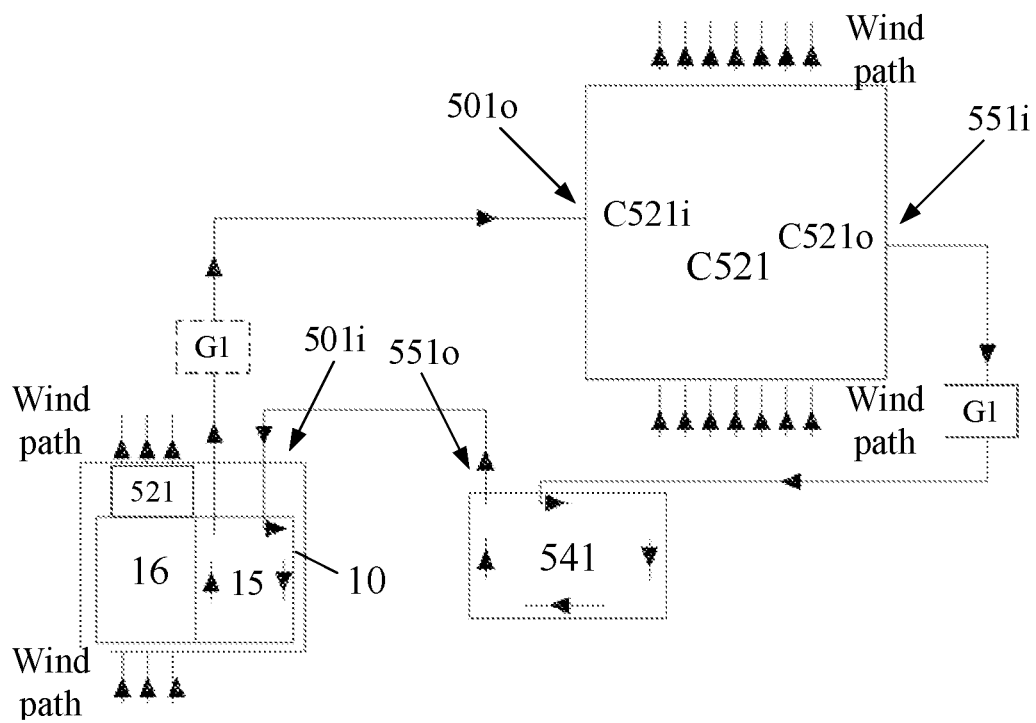 Wind
path
501o
551i
C521i
C521o
C521
G1
501i
551o
Wind
path
Wind
path
G1
521
16
15
10
541
Wind
path